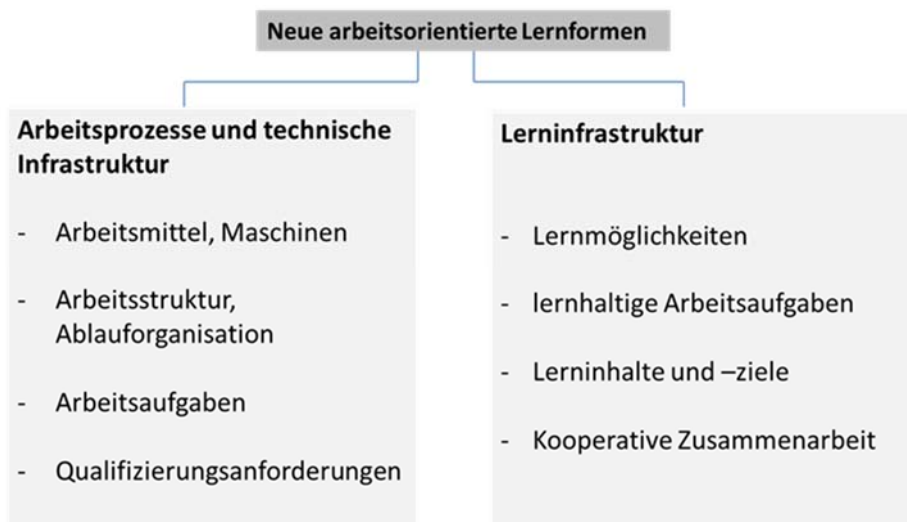 Neue arbeitsorientierte Lernformen
Arbeitsprozesse und technische
Infrastruktur
- Arbeitsmittel, Maschinen
- Arbeitsstruktur,
Ablauforganisation
- Arbeitsaufgaben
- Qualifizierungsanforderungen
Lerninfrastruktur
- Lernmöglichkeiten
- lernhaltige Arbeitsaufgaben
- Lerninhalte und –ziele
- Kooperative Zusammenarbeit